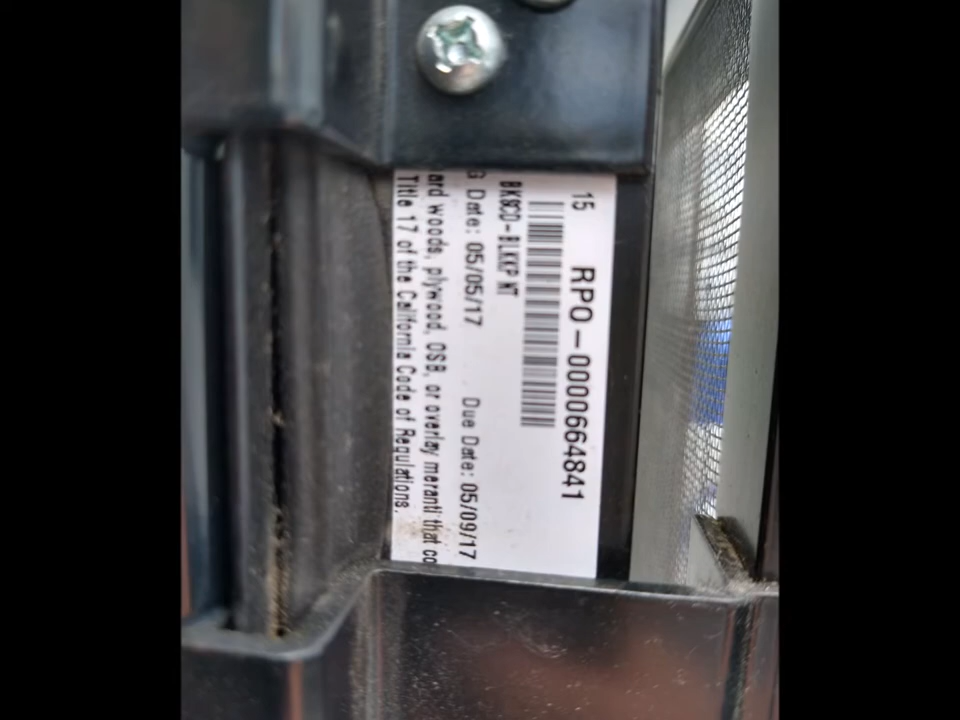 15 RPO-0000664841
BK8CO-BLKKP NT
G Date: 05/05/17 Due Date: 05/09/17
ard woods, plywood, OSB, or overlay meranti that co
Title 17 of the California Code of Regulations.